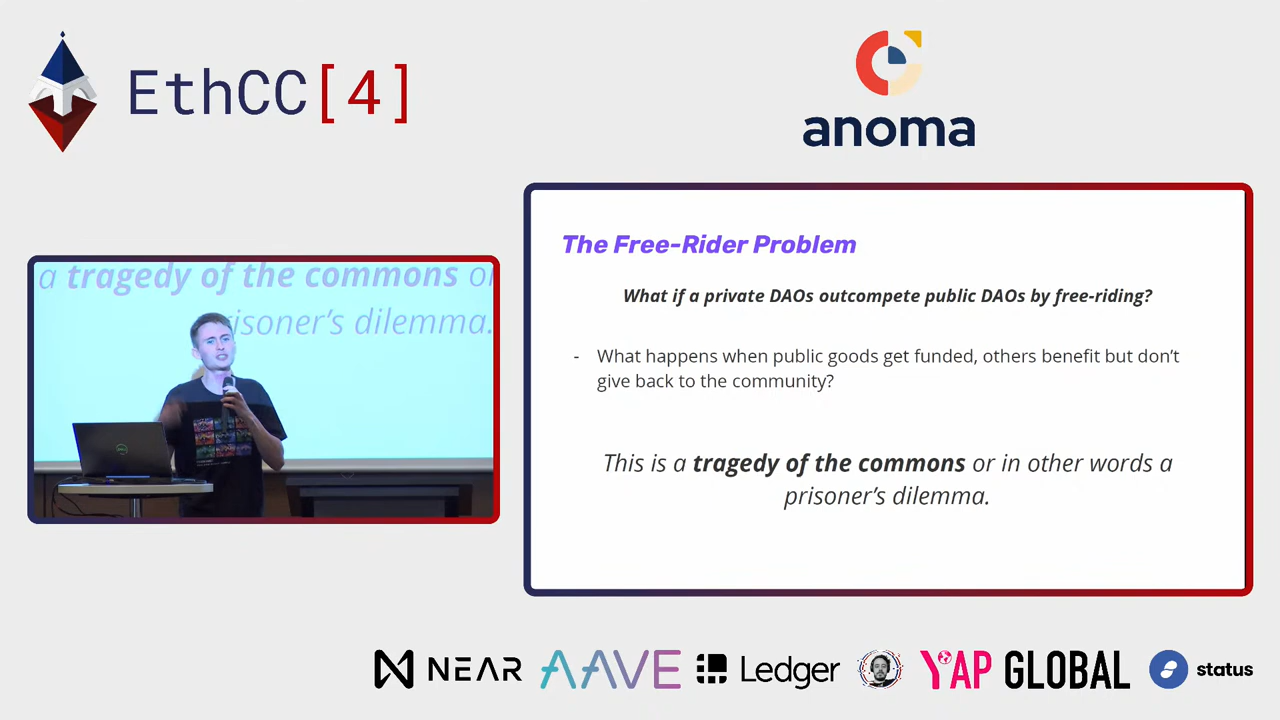 EthCC[4]
anoma
The Free-Rider Problem
What if a private DAOs outcompete public DAOs by free-riding?
- What happens when public goods get funded, others benefit but don't
give back to the community?
This is a tragedy of the commons or in other words a
prisoner's dilemma.
a tragedy of the commons or
risoner's dilemma.
DELL
NEAR
AAVE
Ledger
YAP GLOBAL
status